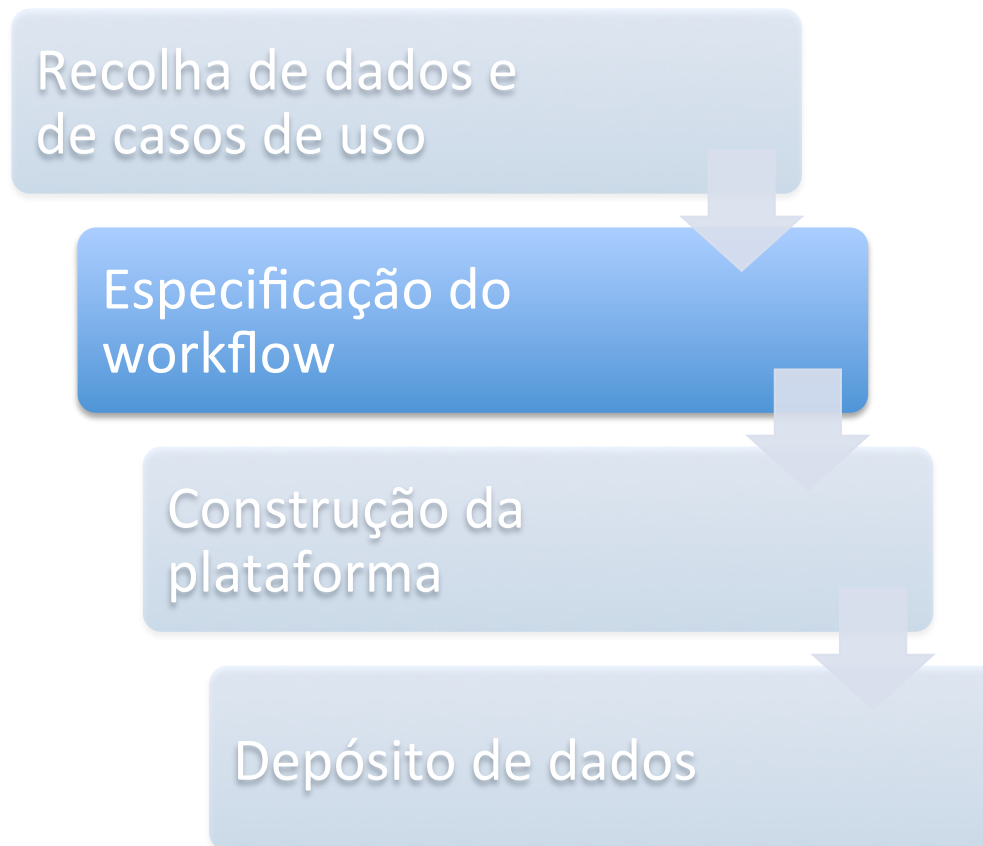 Recolha de dados e
de casos de uso
Especificação do
workflow
Construção da
plataforma
Depósito de dados